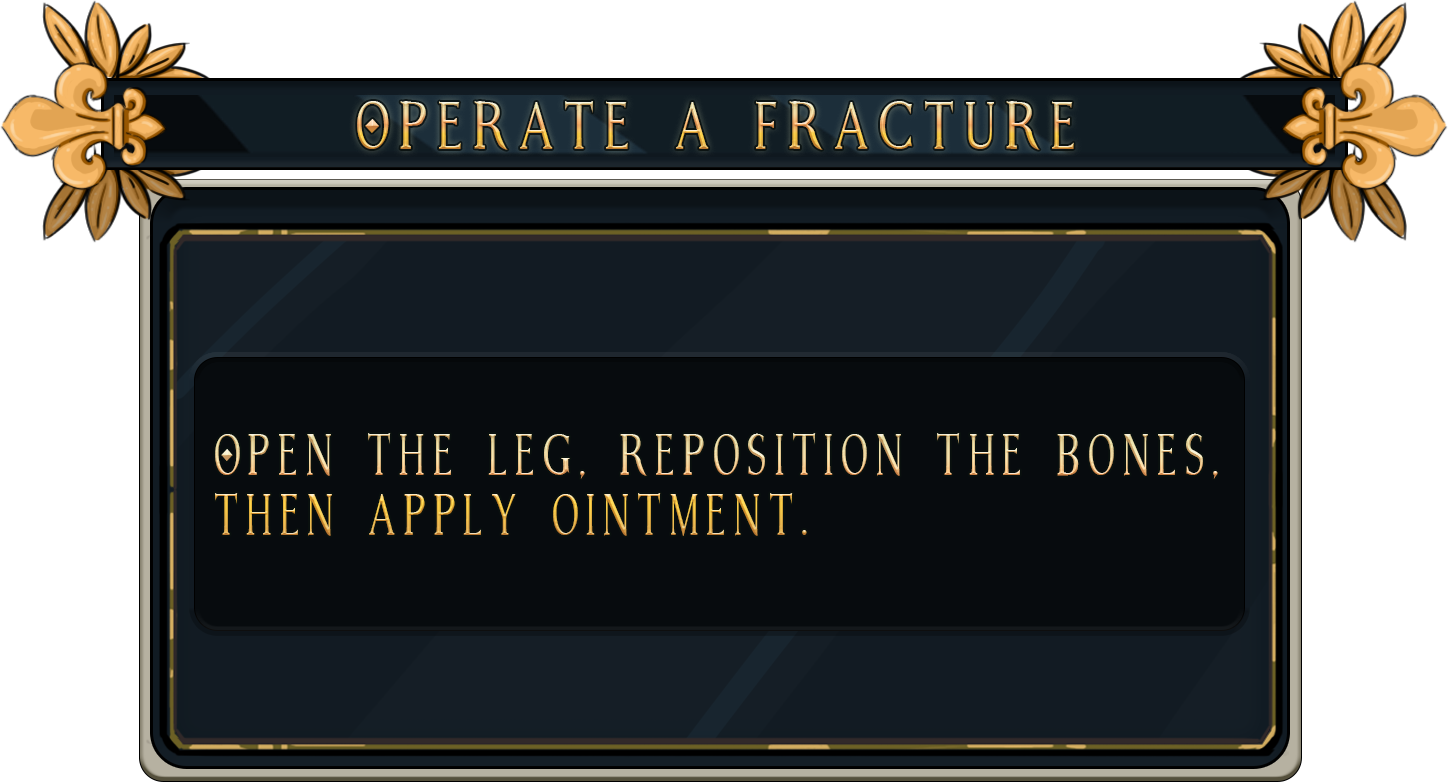 OPERATE A FRACTURE
OPEN THE LEG, REPOSITION THE BONES,
THEN APPLY OINTMENT.